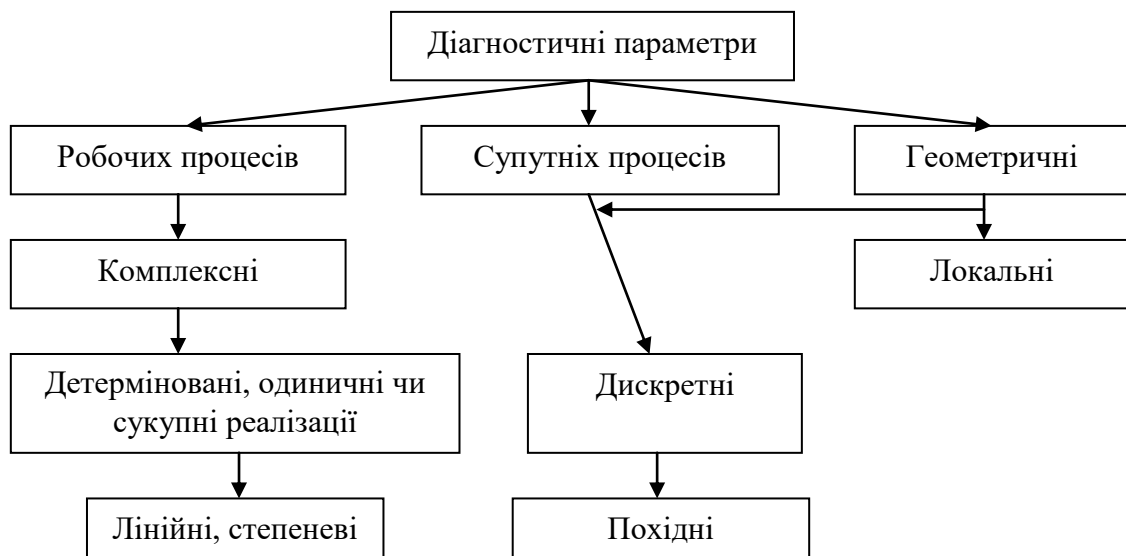 Діагностичні параметри
Робочих процесів
Супутніх процесів
Геометричні
Комплексні
Локальні
Детерміновані, одиничні чи
сукупні реалізації
Дискретні
Лінійні, степеневі
Похідні